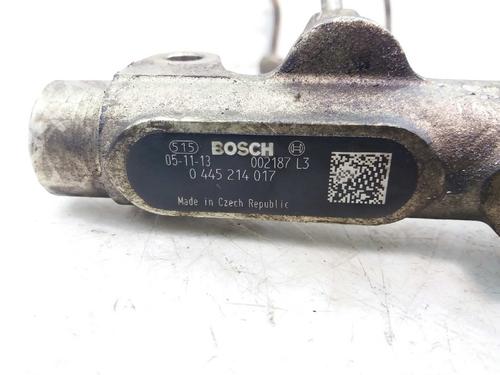 515 BOSCH
05-11-13 002187 L3
0 445 214 017
Made in Czech Republic